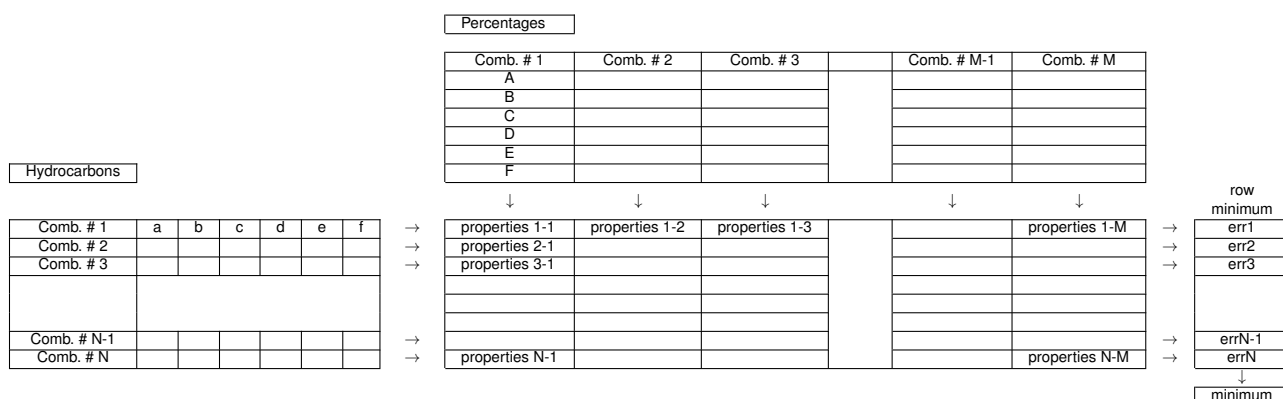 Percentages
Comb. # 1 Comb. # 2 Comb. # 3 Comb. # M-1 Comb. # M
A
B
C
D
E
F
Hydrocarbons
↓ ↓ ↓ ↓ ↓
row
minimum
Comb. # 1 a b c d e f → properties 1-1 properties 1-2 properties 1-3 properties 1-M → err1
Comb. # 2 → properties 2-1 → err2
Comb. # 3 → properties 3-1 → err3
Comb. # N-1 → → errN-1
Comb. # N → properties N-1 properties N-M → errN
↓
minimum